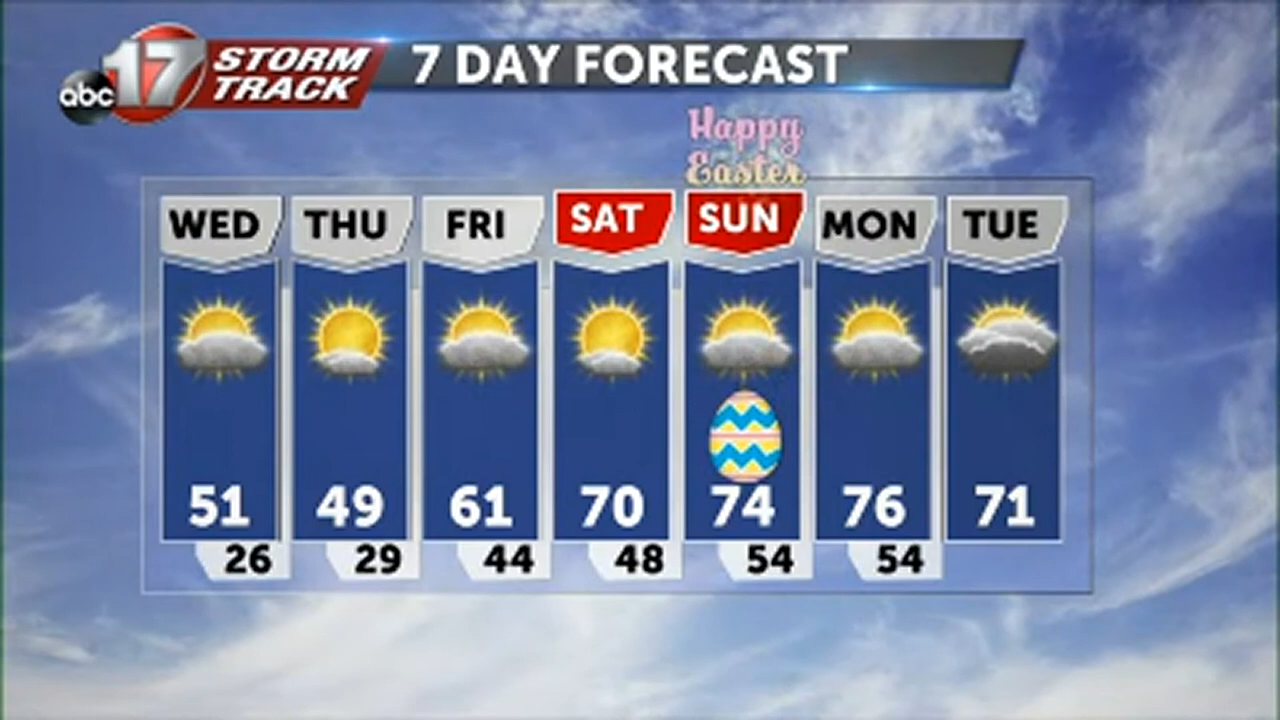 abc 17 STORM TRACK
7 DAY FORECAST
Happy
Easter
WED THU FRI SAT SUN MON TUE
51 49 61 70 74 76 71
26 29 44 48 54 54